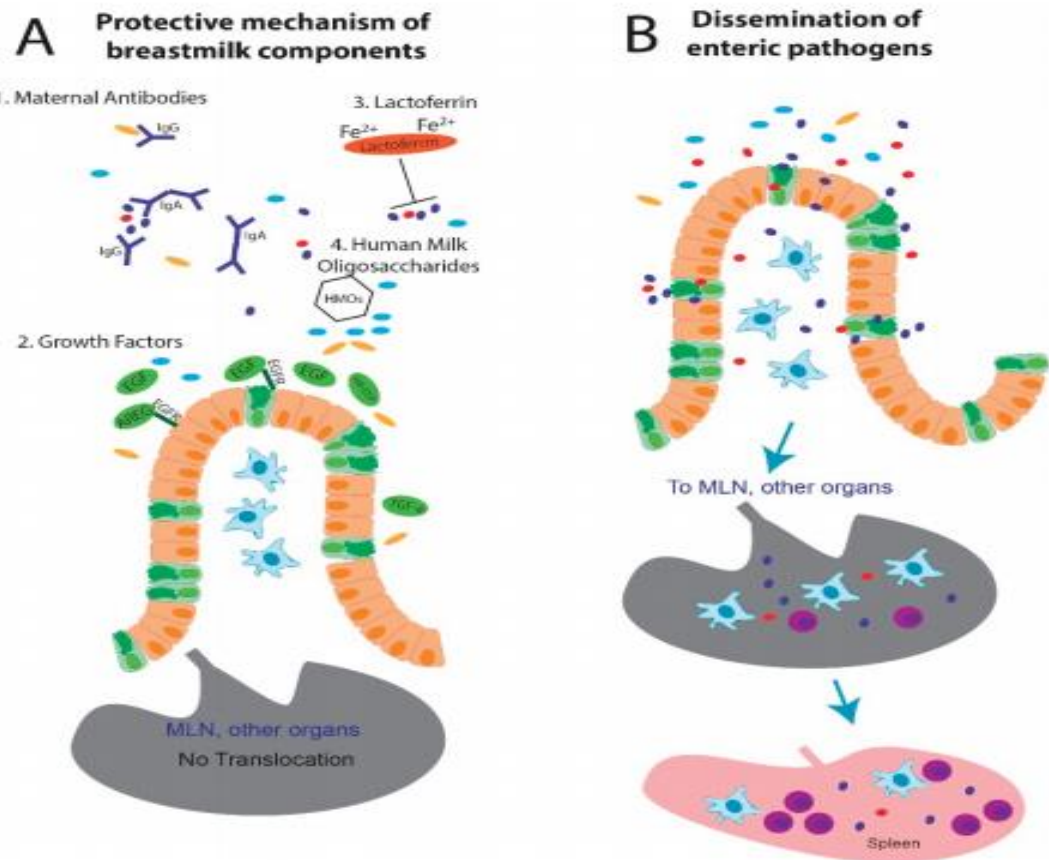 A
Protective mechanism of
breastmilk components
. Maternal Antibodies
IgG
IgA
IgG
IgA
3. Lactoferrin
Fe²⁺
Fe²⁺
Lactoferrin
4. Human Milk
Oligosaccharides
HMOs
2. Growth Factors
EGF
EGF
EGFR
EGF
AREG
EGFR
MLN, other organs
No Translocation
B
Dissemination of
enteric pathogens
To MLN, other organs
Spleen